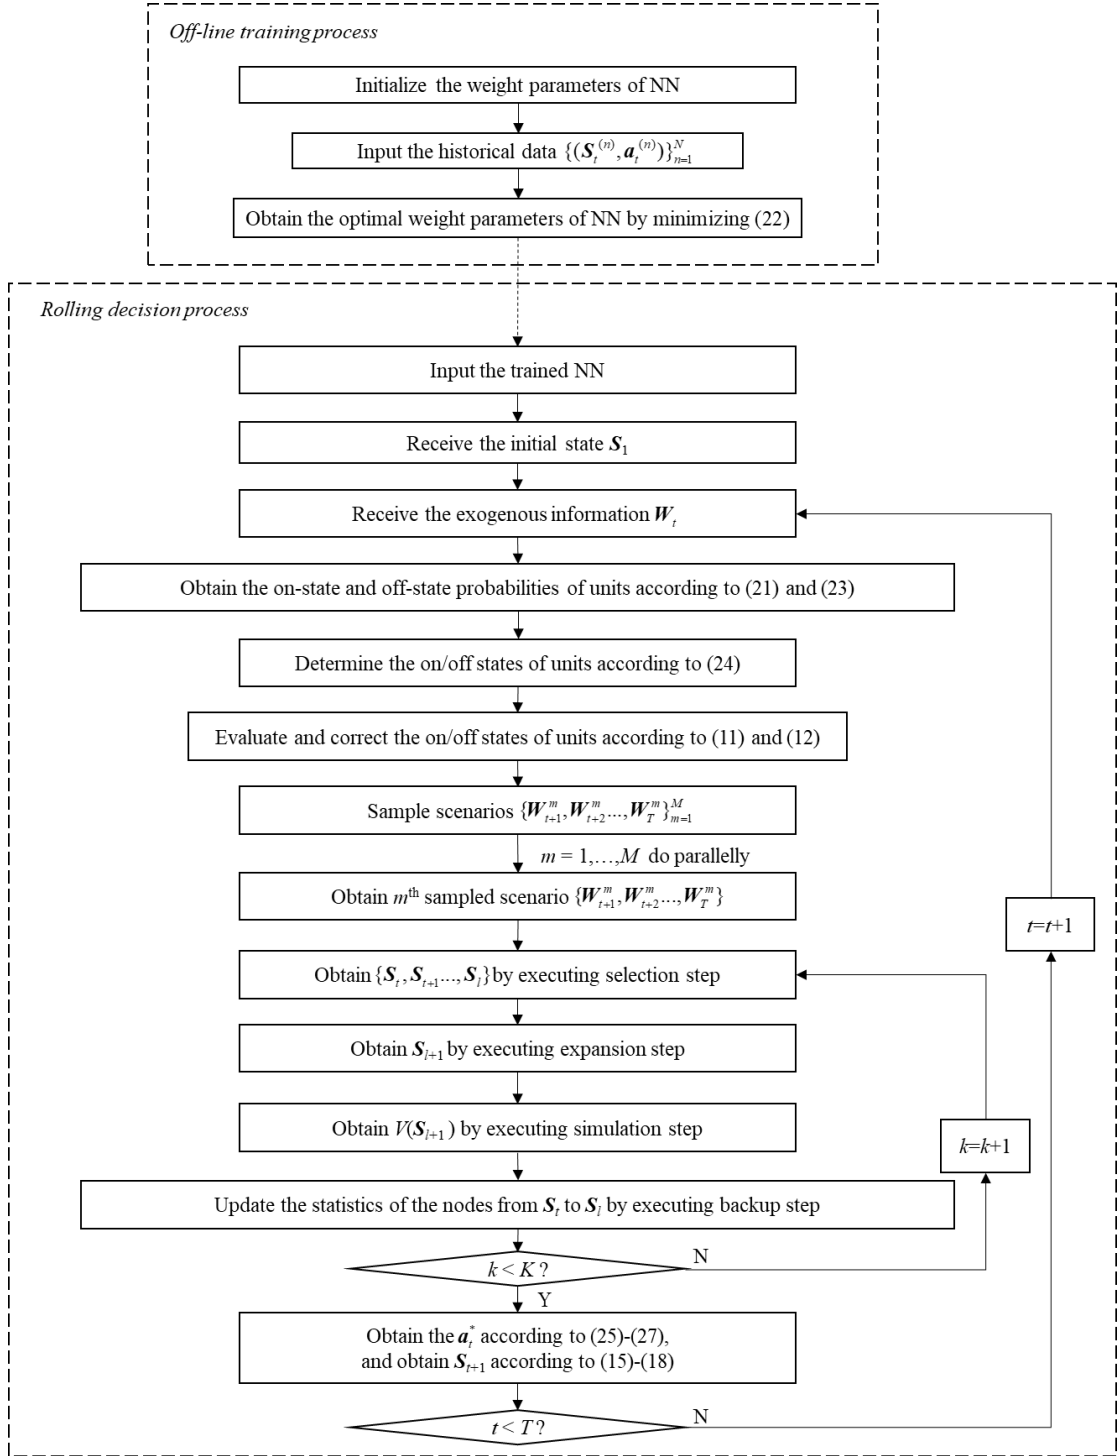 Off-line training process
Initialize the weight parameters of NN
Input the historical data {(S_t^(n), a_t^(n))}_{n=1}^N
Obtain the optimal weight parameters of NN by minimizing (22)
Rolling decision process
Input the trained NN
Receive the initial state S_1
Receive the exogenous information W_t
Obtain the on-state and off-state probabilities of units according to (21) and (23)
Determine the on/off states of units according to (24)
Evaluate and correct the on/off states of units according to (11) and (12)
Sample scenarios {W_{t+1}^m, W_{t+2}^m..., W_T^m}_{m=1}^M
m = 1,…,M do parallelly
Obtain m^th sampled scenario {W_{t+1}^m, W_{t+2}^m..., W_T^m}
t=t+1
Obtain {S_t, S_{t+1}..., S_l} by executing selection step
Obtain S_{l+1} by executing expansion step
Obtain V(S_{l+1}) by executing simulation step
k=k+1
Update the statistics of the nodes from S_t to S_l by executing backup step
k < K ?
N
Y
Obtain the a_t^* according to (25)-(27),
and obtain S_{t+1} according to (15)-(18)
t < T ?
N